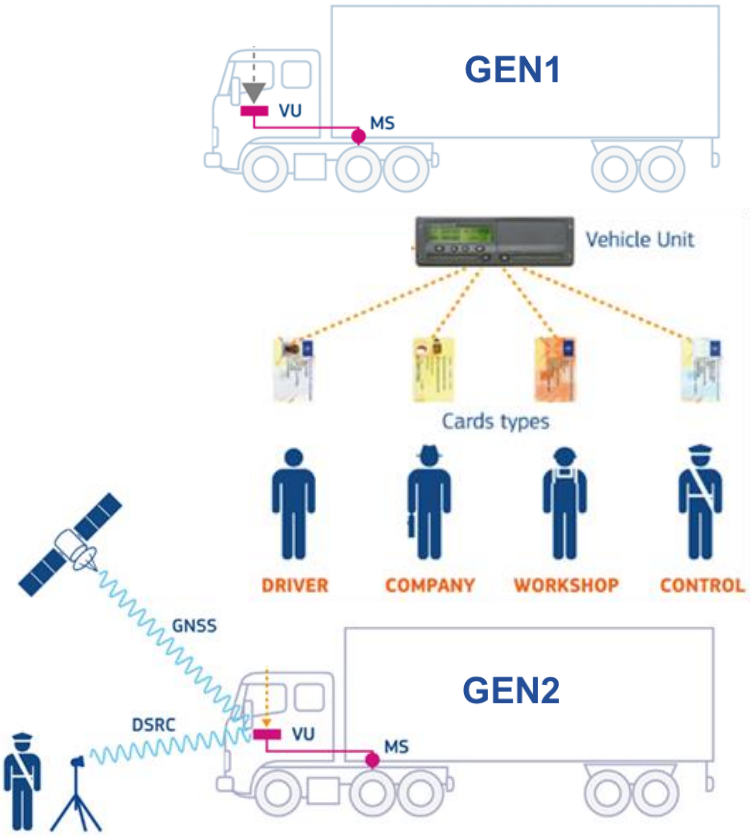 GEN1
VU
MS
Vehicle Unit
Cards types
DRIVER
COMPANY
WORKSHOP
CONTROL
GNSS
GEN2
DSRC
VU
MS